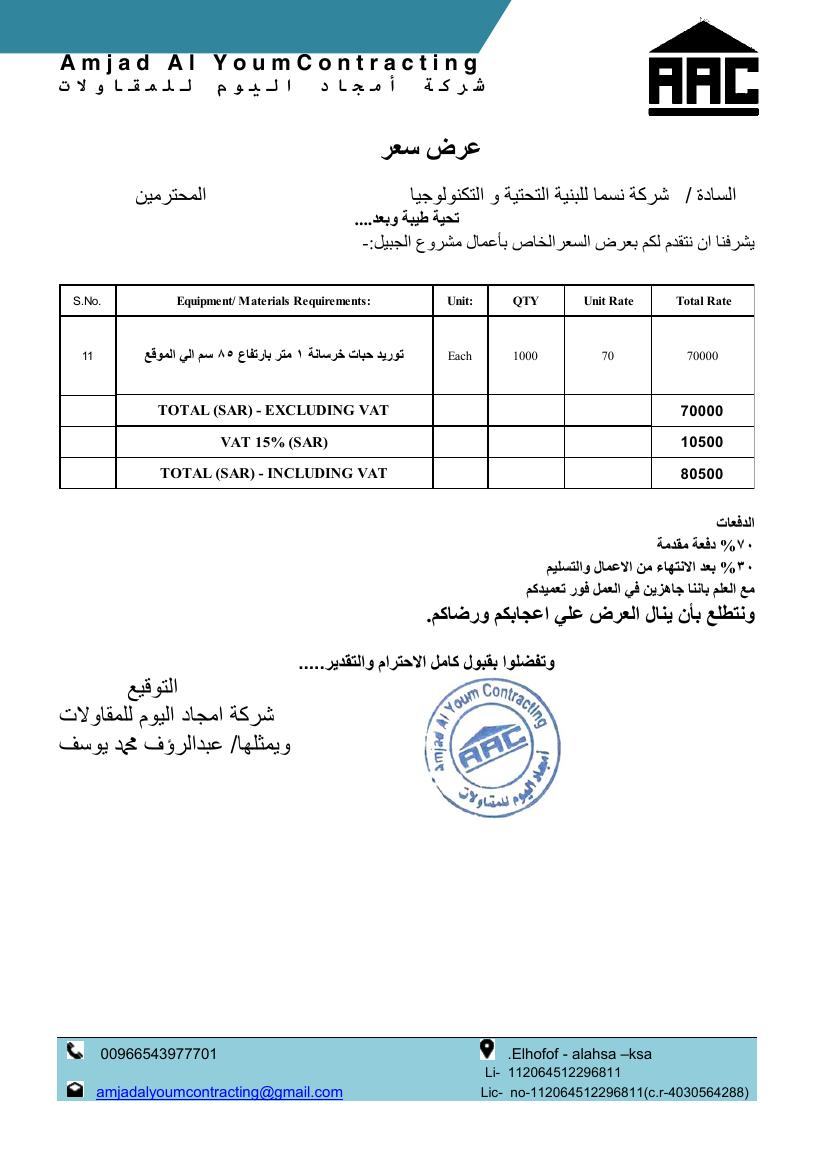 Amjad Al YoumContracting
شركة أمجاد اليوم للمقاولات
AAC
عرض سعر
السادة / شركة نسما للبنية التحتية و التكنولوجيا المحترمين
تحية طيبة وبعد....
يشرفنا ان نتقدم لكم بعرض السعرالخاص بأعمال مشروع الجبيل:-
S.No. Equipment/ Materials Requirements: Unit: QTY Unit Rate Total Rate
11 توريد حبات خرسانة ١ متر بارتفاع ٨٥ سم الي الموقع Each 1000 70 70000
TOTAL (SAR) - EXCLUDING VAT 70000
VAT 15% (SAR) 10500
TOTAL (SAR) - INCLUDING VAT 80500
الدفعات
٧٠% دفعة مقدمة
٣٠% بعد الانتهاء من الاعمال والتسليم
مع العلم باننا جاهزين في العمل فور تعميدكم
ونتطلع بأن ينال العرض علي اعجابكم ورضاكم.
وتفضلوا بقبول كامل الاحترام والتقدير.....
التوقيع
شركة امجاد اليوم للمقاولات
ويمثلها/ عبدالرؤف محمد يوسف
Amjad Al Youm Contracting
AAC
أمجاد اليوم للمقاولات
00966543977701
.Elhofof - alahsa –ksa
Li- 112064512296811
amjadalyoumcontracting@gmail.com
Lic- no-112064512296811(c.r-4030564288)